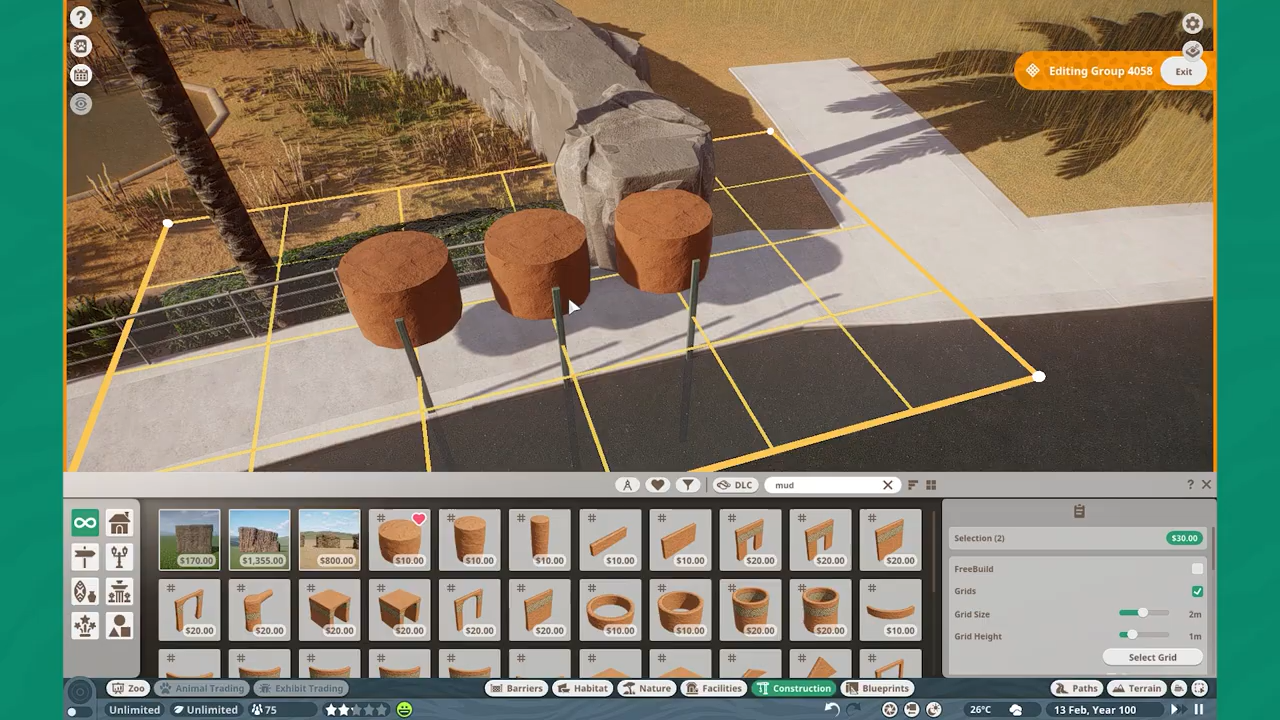 ?
Editing Group 4058
Exit
DLC
mud
?
$170.00
$1,355.00
$800.00
$10.00
$10.00
$10.00
$10.00
$10.00
$20.00
$20.00
$20.00
Selection (2)
$30.00
FreeBuild
Grids
Grid Size
2m
Grid Height
1m
Select Grid
$20.00
$20.00
$20.00
$20.00
$20.00
$20.00
$10.00
$10.00
$20.00
$20.00
$10.00
Zoo
Animal Trading
Exhibit Trading
Barriers
Habitat
Nature
Facilities
Construction
Blueprints
Paths
Terrain
Unlimited
Unlimited
75
26°C
13 Feb, Year 100